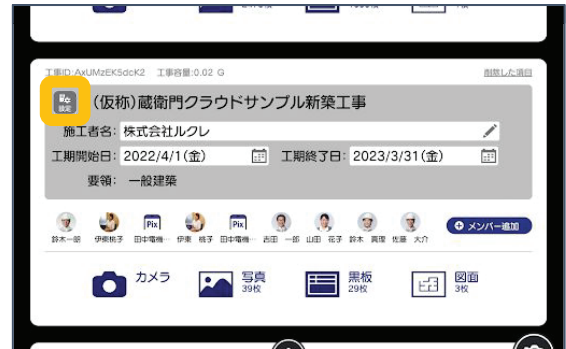 工事ID:AxUMzEK5dcK2 工事容量:0.02 G 削除した項目
設定 (仮称)蔵衛門クラウドサンプル新築工事
施工者名: 株式会社ルクレ
工期開始日: 2022/4/1(金) 工期終了日: 2023/3/31(金)
要領: 一般建築
Pix Pix
鈴木一郎 伊東桃子 田中電機… 伊東 桃子 田中電機… 吉田 一郎 山田 花子 鈴木 真理 佐藤 大介 メンバー追加
カメラ 写真 黒板 図面
39枚 29枚 3枚